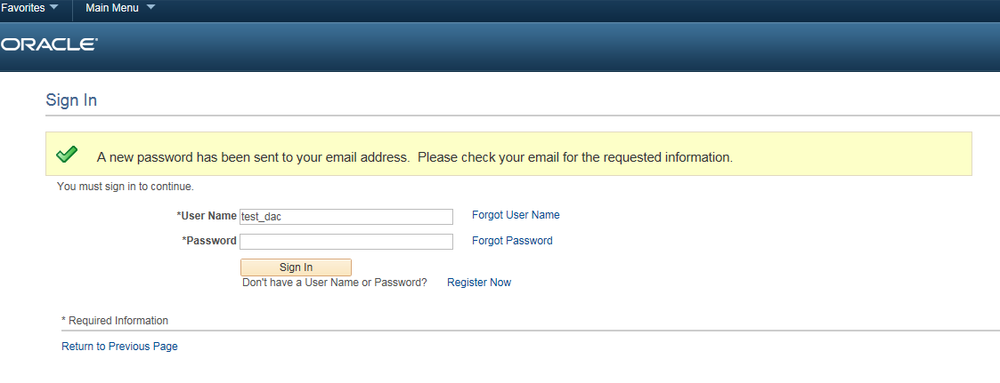 Favorites Main Menu
ORACLE
Sign In
A new password has been sent to your email address. Please check your email for the requested information.
You must sign in to continue.
*User Name test_dac Forgot User Name
*Password Forgot Password
Sign In
Don't have a User Name or Password? Register Now
* Required Information
Return to Previous Page